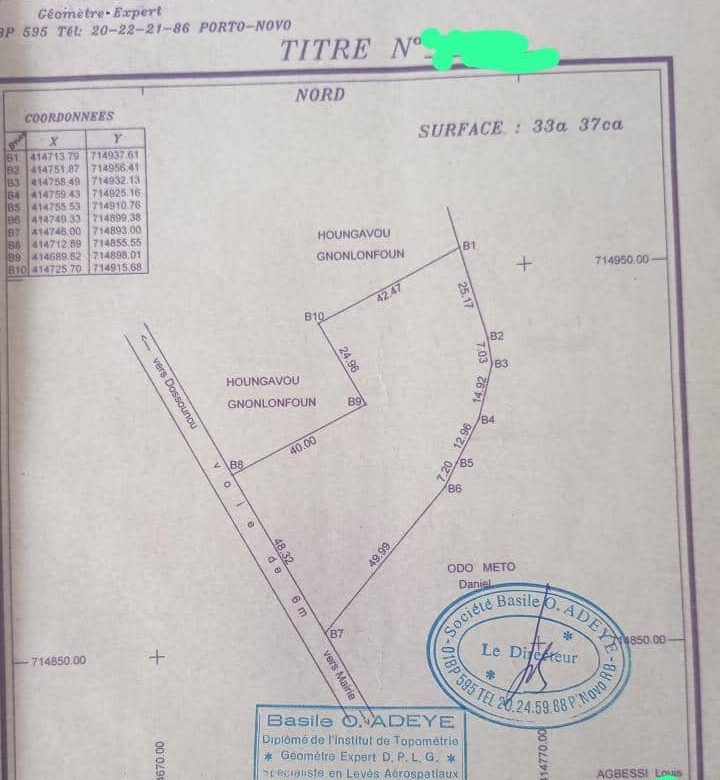 Géomètre-Expert
BP 595 Tél: 20-22-21-86 PORTO-NOVO
TITRE N°
NORD
SURFACE : 33a 37ca
COORDONNEES
Bnes X Y
B1 414713.79 714937.61
B2 414751.87 714956.41
B3 414758.49 714932.13
B4 414759.43 714925.16
B5 414755.53 714910.76
B6 414749.33 714899.38
B7 414746.00 714893.00
B8 414712.89 714855.55
B9 414689.82 714898.01
B10 414725.70 714915.68
HOUNGAVOU
GNONLONFOUN
B1
714950.00
42.47
25.17
B10
B2
7.03
B3
24.96
14.92
<-- vers Dossounou
HOUNGAVOU
GNONLONFOUN
B9
B4
12.96
40.00
B8
B5
7.20
B6
voie de 6m
48.32
49.99
ODO METO
Daniel
B7
vers Mairie
714850.00
714850.00
Société Basile O. ADEYE
Le Directeur
01BP 595 TEL 20.24.59.88 P/Novo RB
Basile O. ADEYE
Diplômé de l'Institut de Topométrie
* Géomètre Expert D. P. L. G. *
Spécialiste en Levés Aérospatiaux
4670.00
14770.00
AGBESSI Louis